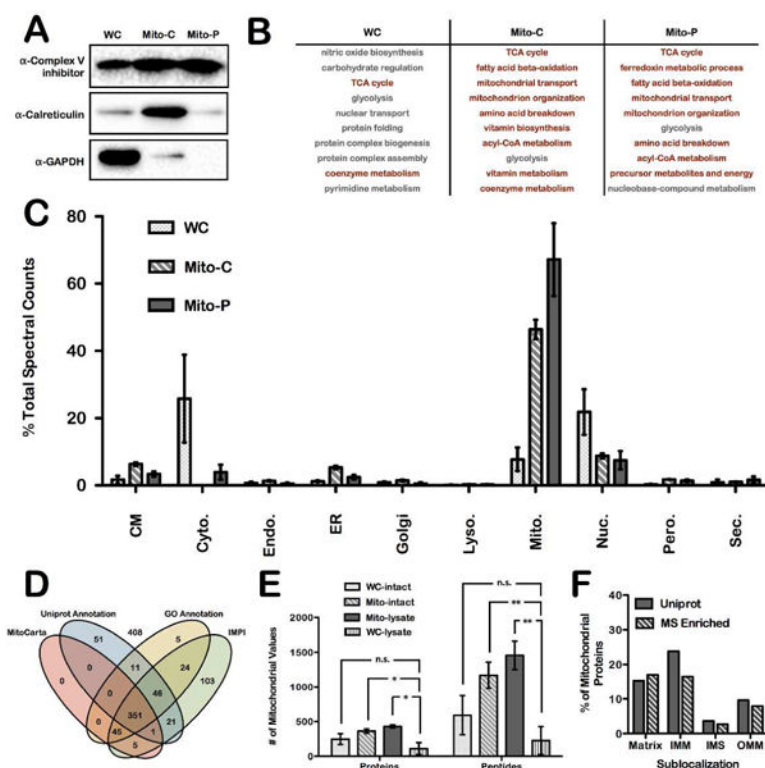 A
WC Mito-C Mito-P
α-Complex V
inhibitor
α-Calreticulin
α-GAPDH
B
WC Mito-C Mito-P
nitric oxide biosynthesis TCA cycle TCA cycle
carbohydrate regulation fatty acid beta-oxidation ferredoxin metabolic process
TCA cycle mitochondrial transport fatty acid beta-oxidation
glycolysis mitochondrion organization mitochondrial transport
nuclear transport amino acid breakdown mitochondrion organization
protein folding vitamin biosynthesis glycolysis
protein complex biogenesis acyl-CoA metabolism amino acid breakdown
protein complex assembly glycolysis acyl-CoA metabolism
coenzyme metabolism vitamin metabolism precursor metabolites and energy
pyrimidine metabolism coenzyme metabolism nucleobase-compound metabolism
C
% Total Spectral Counts
80
60
40
20
0
WC
Mito-C
Mito-P
CM Cyto. Endo. ER Golgi Lyso. Mito. Nuc. Pero. Sec.
D
Uniprot Annotation 408 GO Annotation
MitoCarta IMPI
51 5
0 11 24 103
0 46
0 351 21
45 1
5
E
# of Mitochondrial Values
2000
1500
1000
500
0
WC-intact
Mito-intact
Mito-lysate
WC-lysate
n.s.
*
*
n.s.
**
**
Proteins Peptides
F
% of Mitochondrial
Proteins
40
30
20
10
0
Uniprot
MS Enriched
Matrix IMM IMS OMM
Sublocalization